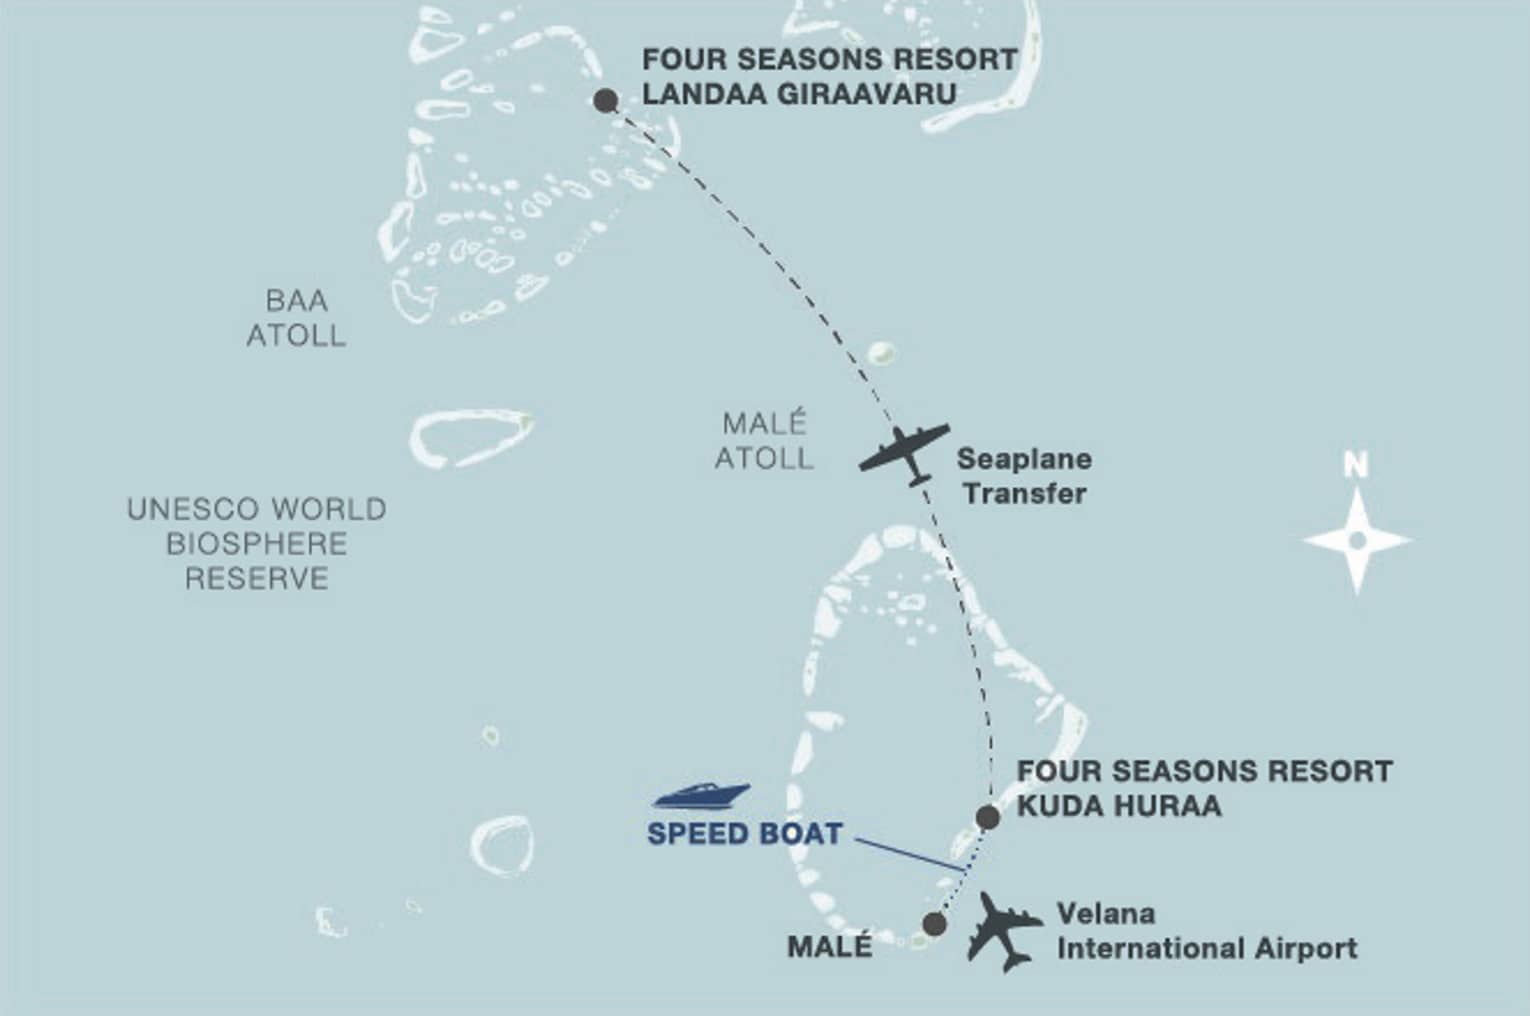 FOUR SEASONS RESORT
LANDAA GIRAAVARU
BAA
ATOLL
MALÉ
ATOLL
Seaplane
Transfer
N
UNESCO WORLD
BIOSPHERE
RESERVE
FOUR SEASONS RESORT
KUDA HURAA
SPEED BOAT
Velana
International Airport
MALÉ